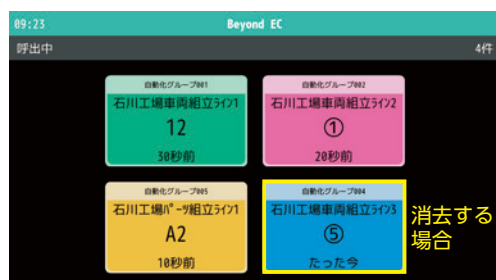 09:23 Beyond EC
呼出中 4件
自動化グループ001
石川工場車両組立ライン1
12
30秒前
自動化グループ002
石川工場車両組立ライン2
①
20秒前
自動化グループ005
石川工場パーツ組立ライン1
A2
10秒前
自動化グループ004
石川工場車両組立ライン3
⑤
たった今
消去する
場合